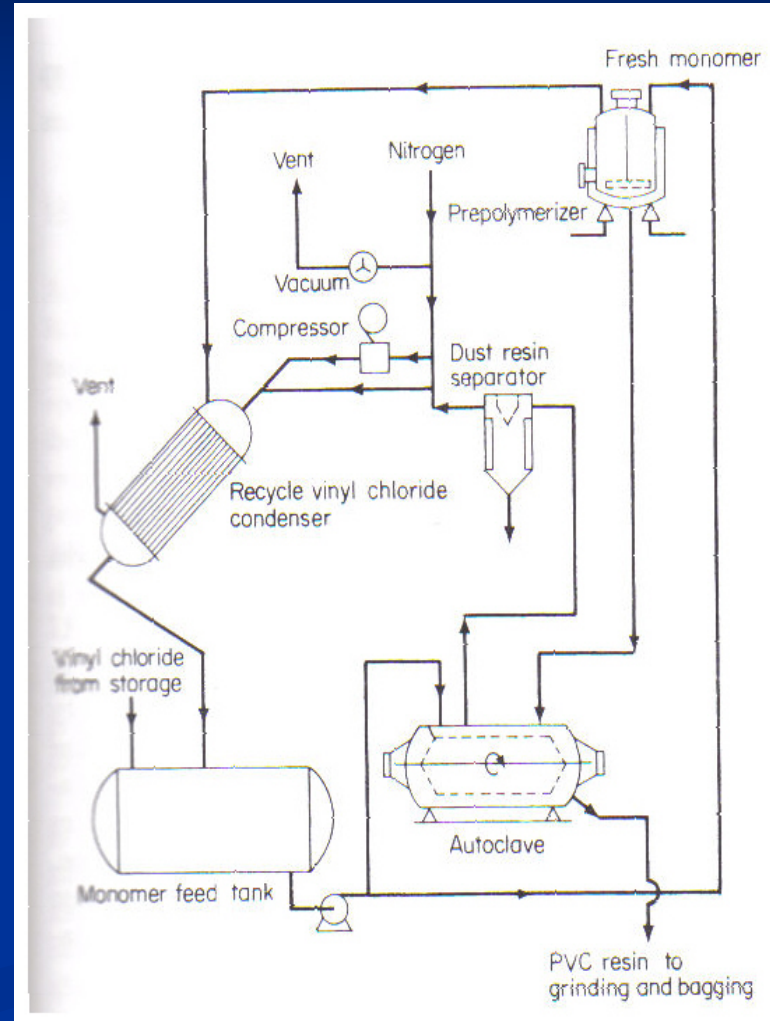 Fresh monomer
Vent
Nitrogen
Prepolymerizer
Vacuum
Compressor
Dust resin
separator
Vent
Recycle vinyl chloride
condenser
Vinyl chloride
from storage
Autoclave
Monomer feed tank
PVC resin to
grinding and bagging